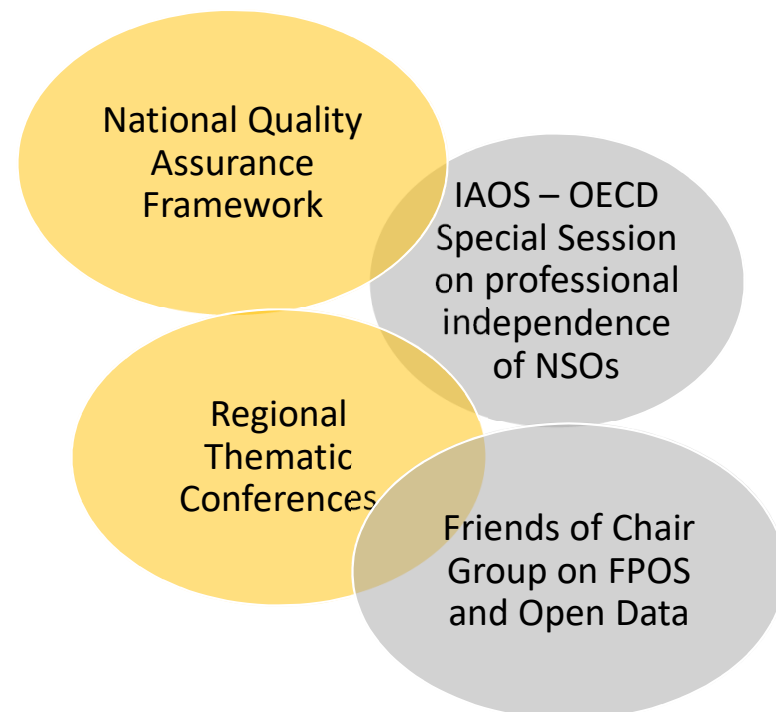 National Quality
Assurance
Framework
IAOS – OECD
Special Session
on professional
independence
of NSOs
Regional
Thematic
Conferences
Friends of Chair
Group on FPOS
and Open Data